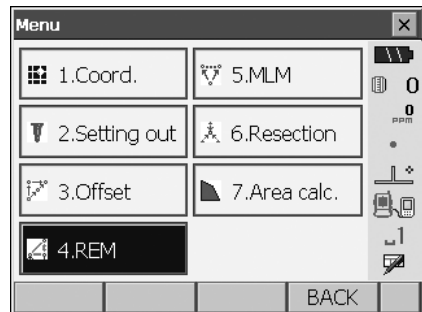 Menu
1.Coord.
5.MLM
2.Setting out
6.Resection
3.Offset
7.Area calc.
4.REM
0
0
PPM
1
BACK